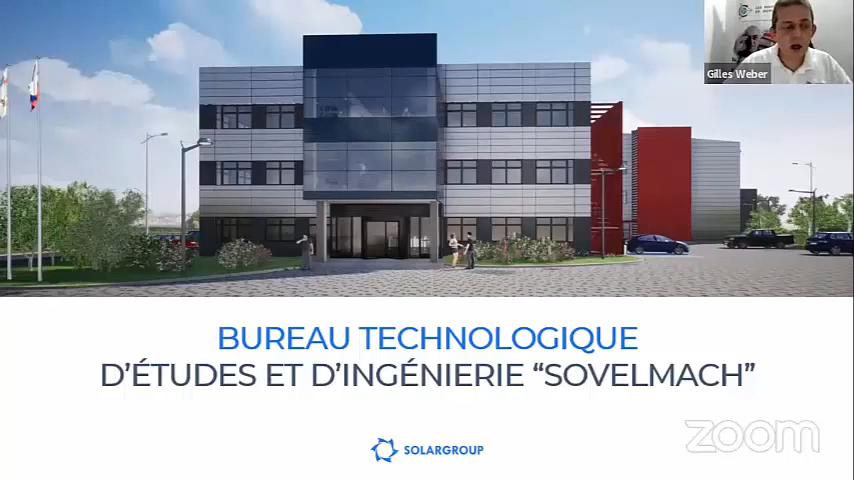 Gilles Weber
BUREAU TECHNOLOGIQUE
D’ÉTUDES ET D’INGÉNIERIE “SOVELMACH”
SOLARGROUP
zoom